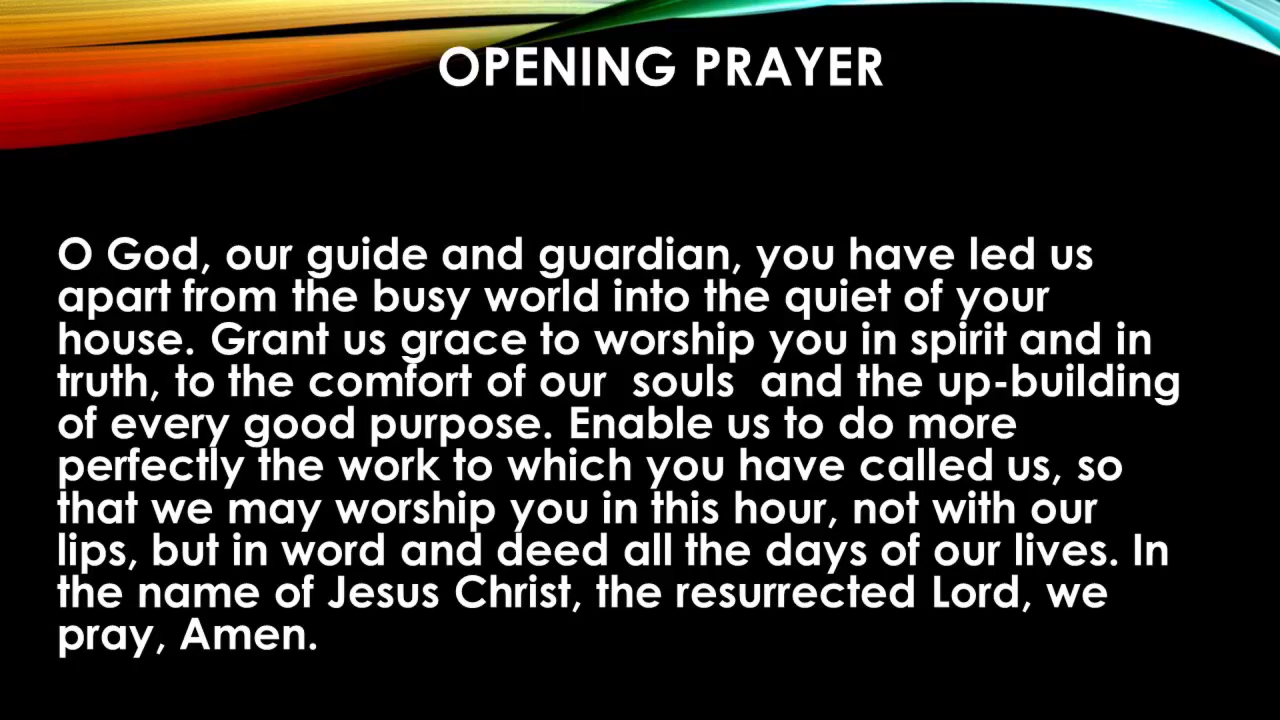 OPENING PRAYER
O God, our guide and guardian, you have led us
apart from the busy world into the quiet of your
house. Grant us grace to worship you in spirit and in
truth, to the comfort of our  souls  and the up-building
of every good purpose. Enable us to do more
perfectly the work to which you have called us, so
that we may worship you in this hour, not with our
lips, but in word and deed all the days of our lives. In
the name of Jesus Christ, the resurrected Lord, we
pray, Amen.